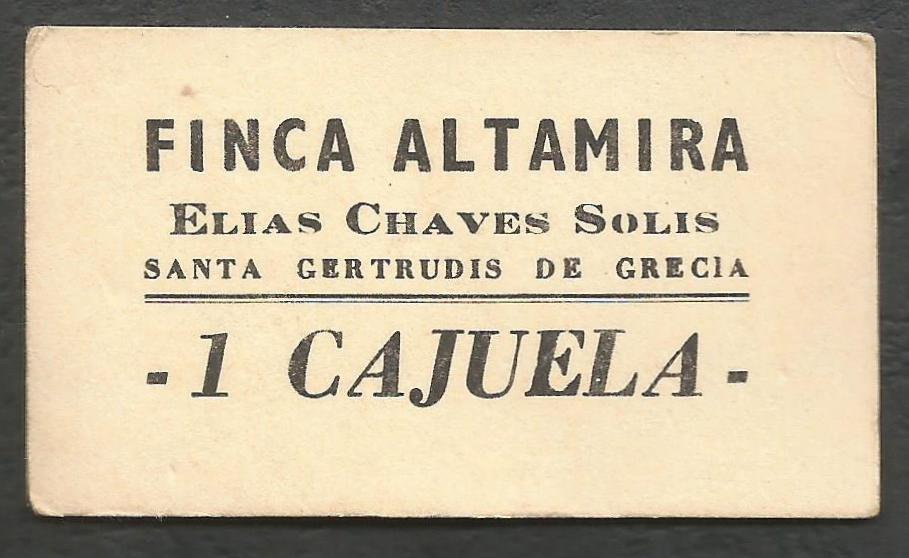 FINCA ALTAMIRA
ELIAS CHAVES SOLIS
SANTA GERTRUDIS DE GRECIA
- 1 CAJUELA -